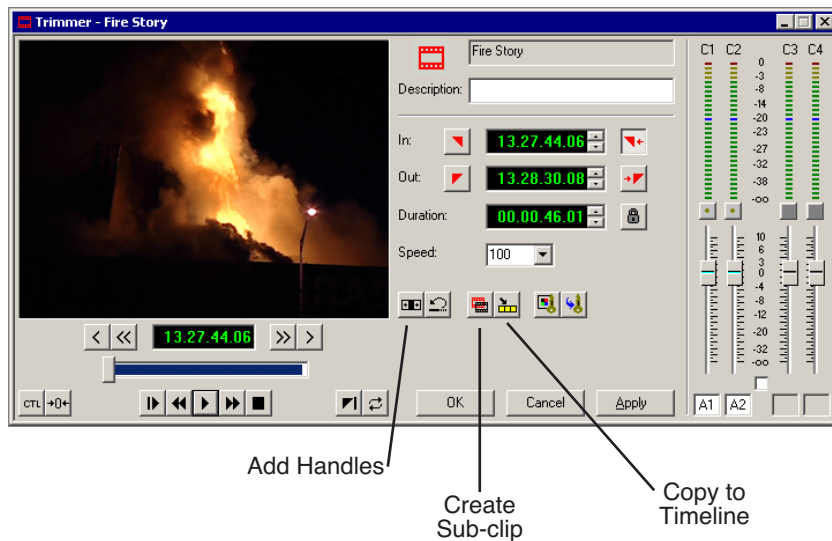 Trimmer - Fire Story
Fire Story
Description:
In:
13.27.44.06
Out:
13.28.30.08
Duration:
00.00.46.01
Speed:
100
13.27.44.06
CTL
OK
Cancel
Apply
C1 C2 C3 C4
0
-3
-8
-14
-20
-23
-27
-32
-38
-oo
10
6
3
0
-4
-8
-12
-20
-32
-oo
A1 A2
Add Handles
Create
Sub-clip
Copy to
Timeline